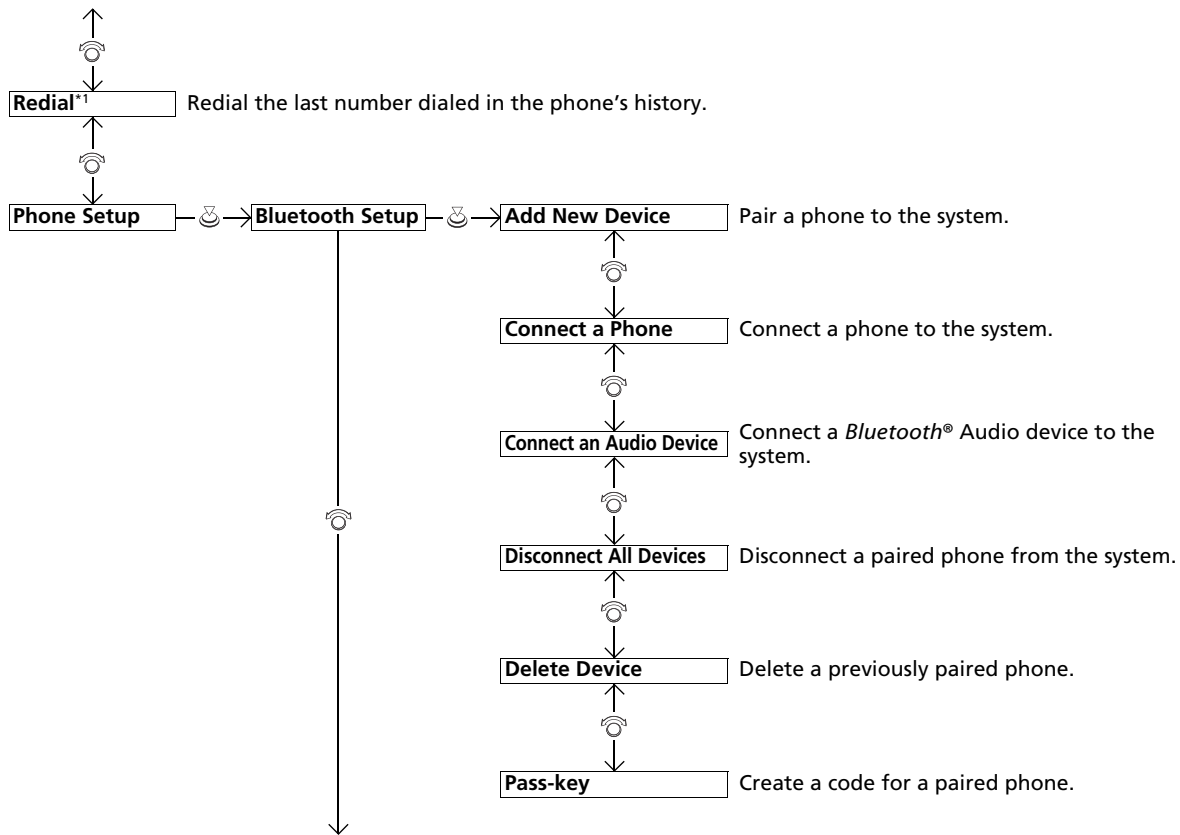 Redial*1 Redial the last number dialed in the phone's history.
Phone Setup Bluetooth Setup Add New Device Pair a phone to the system.
Connect a Phone Connect a phone to the system.
Connect an Audio Device Connect a Bluetooth® Audio device to the
system.
Disconnect All Devices Disconnect a paired phone from the system.
Delete Device Delete a previously paired phone.
Pass-key Create a code for a paired phone.